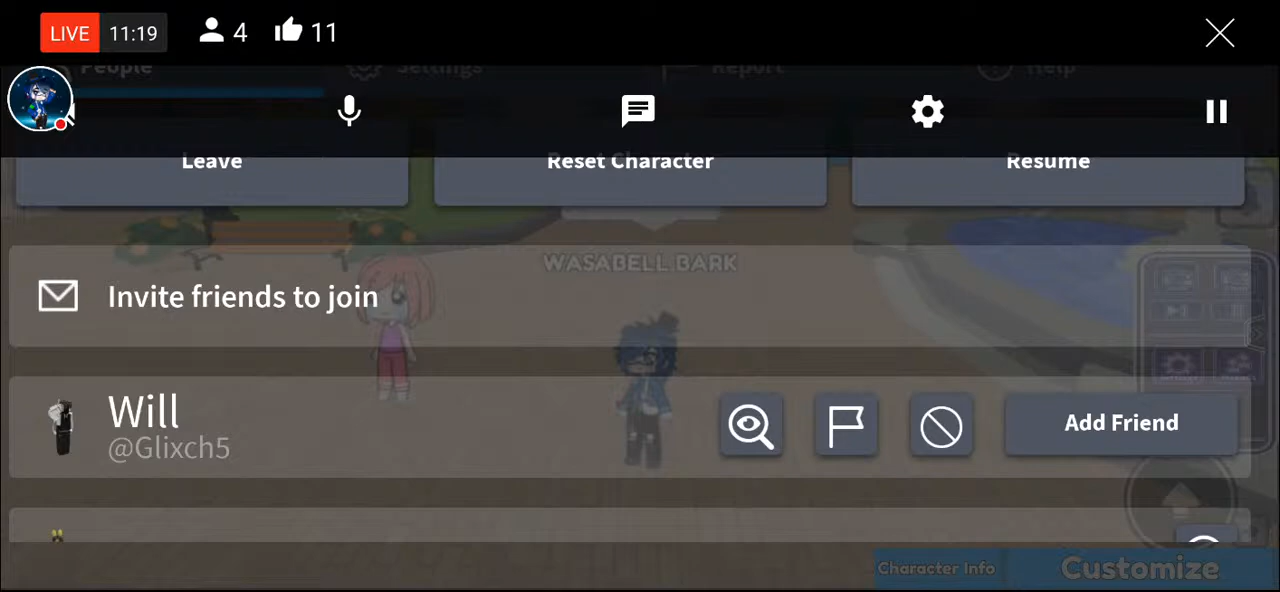 LIVE 11:19 4 11
People Settings Report Help
Leave Reset Character Resume
WASABELL.BARK
Invite friends to join
Will
@Glixch5
Add Friend
Character Info Customize